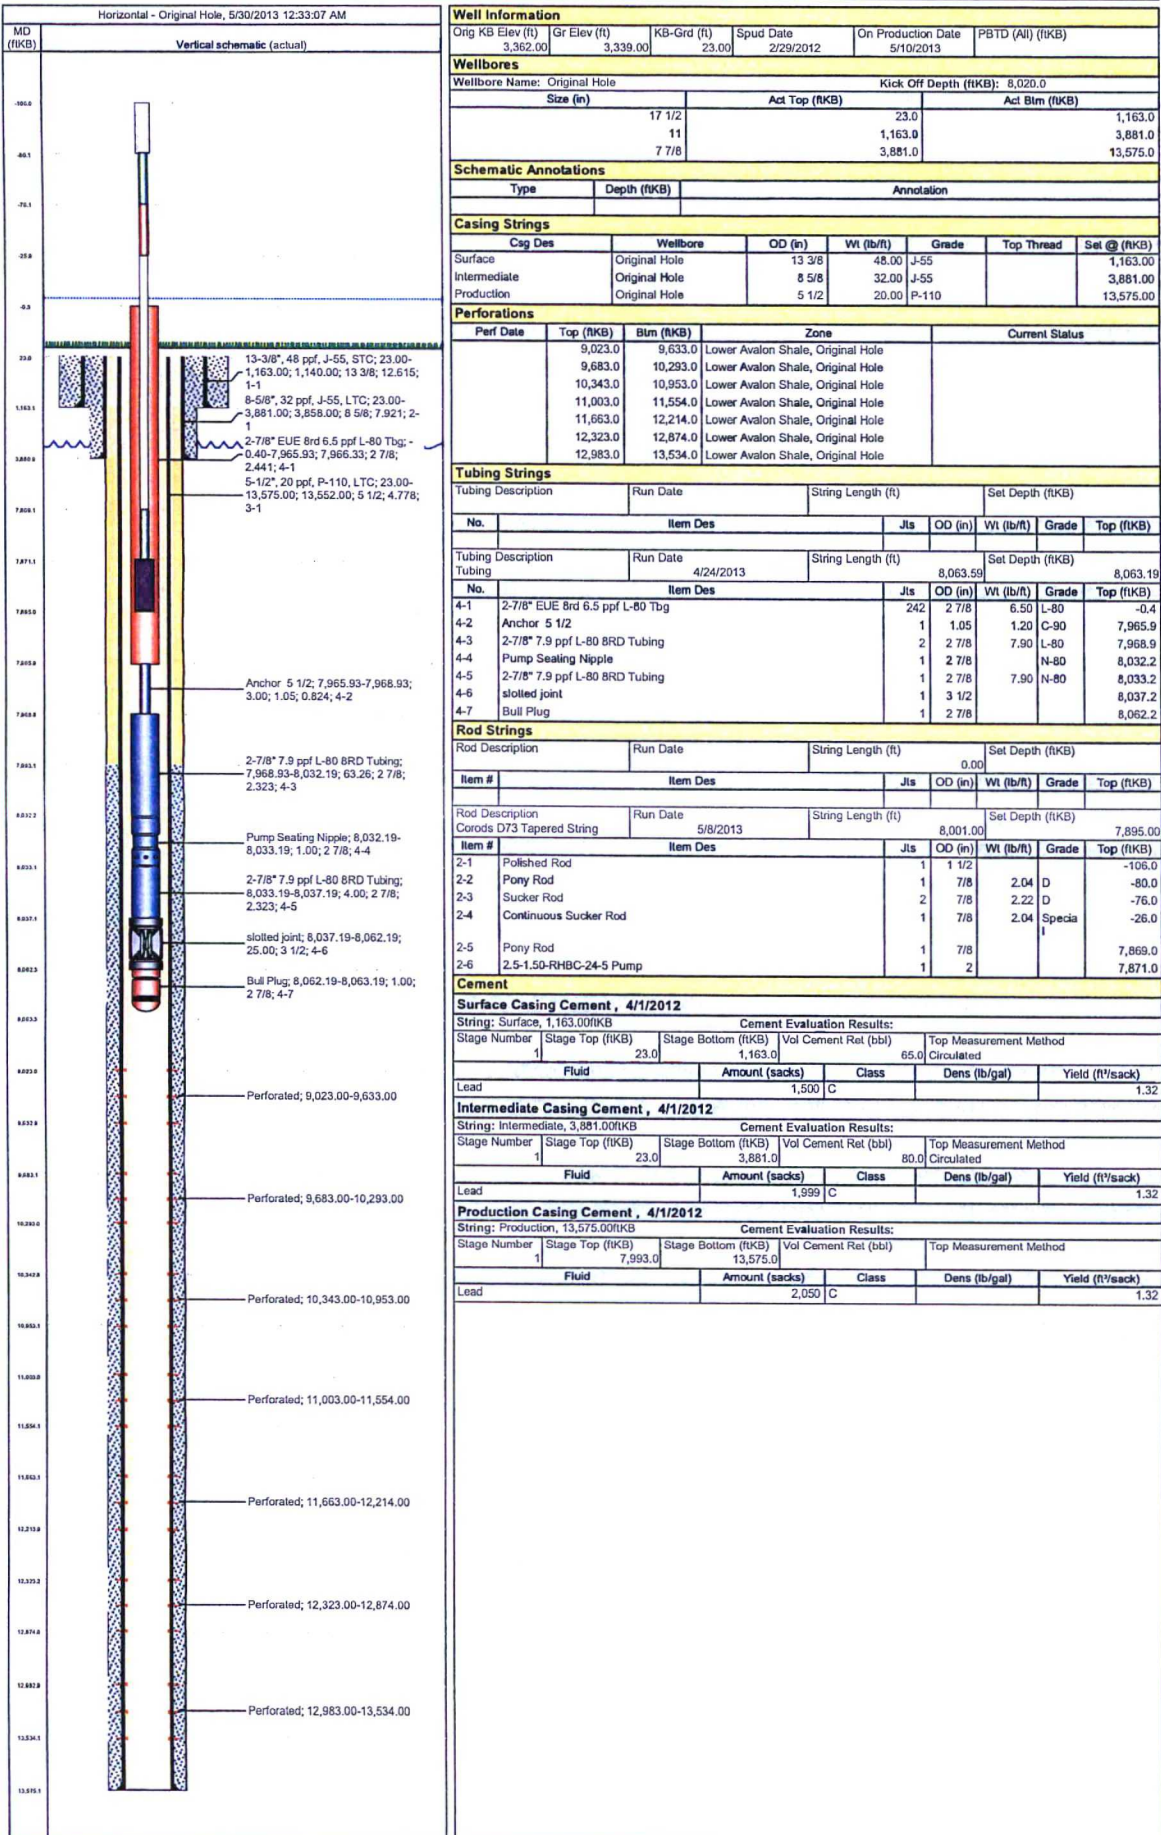 Horizontal - Original Hole, 5/30/2013 12:33:07 AM
MD (ftKB)
Vertical schematic (actual)
-106.0
-80.1
-76.1
-25.9
23.0
7,871.1
7,993.1
8,032.2
8,033.1
8,037.1
9,023.0
10,293.0
10,953.1
11,554.1
13,534.1
13,575.1
13-3/8", 48 ppf, J-55, STC; 23.00-
1,163.00; 1,140.00; 13 3/8; 12.615;
1-1
8-5/8", 32 ppf, J-55, LTC; 23.00-
3,881.00; 3,858.00; 8 5/8; 7.921; 2-
1
2-7/8" EUE 8rd 6.5 ppf L-80 Tbg; -
0.40-7,965.93; 7,966.33; 2 7/8;
2.441; 4-1
5-1/2", 20 ppf, P-110, LTC; 23.00-
13,575.00; 13,552.00; 5 1/2; 4.778;
3-1
Anchor 5 1/2; 7,965.93-7,968.93;
3.00; 1.05; 0.824; 4-2
2-7/8" 7.9 ppf L-80 8RD Tubing;
7,968.93-8,032.19; 63.26; 2 7/8;
2.323; 4-3
Pump Seating Nipple; 8,032.19-
8,033.19; 1.00; 2 7/8; 4-4
2-7/8" 7.9 ppf L-80 8RD Tubing;
8,033.19-8,037.19; 4.00; 2 7/8;
2.323; 4-5
slotted joint; 8,037.19-8,062.19;
25.00; 3 1/2; 4-6
Bull Plug; 8,062.19-8,063.19; 1.00;
2 7/8; 4-7
Perforated; 9,023.00-9,633.00
Perforated; 9,683.00-10,293.00
Perforated; 10,343.00-10,953.00
Perforated; 11,003.00-11,554.00
Perforated; 11,663.00-12,214.00
Perforated; 12,323.00-12,874.00
Perforated; 12,983.00-13,534.00
Well Information
Orig KB Elev (ft) Gr Elev (ft) KB-Grd (ft) Spud Date On Production Date PBTD (All) (ftKB)
3,362.00 3,339.00 23.00 2/29/2012 5/10/2013
Wellbores
Wellbore Name: Original Hole Kick Off Depth (ftKB): 8,020.0
Size (in) Act Top (ftKB) Act Btm (ftKB)
17 1/2 23.0 1,163.0
11 1,163.0 3,881.0
7 7/8 3,881.0 13,575.0
Schematic Annotations
Type Depth (ftKB) Annotation
Casing Strings
Csg Des Wellbore OD (in) Wt (lb/ft) Grade Top Thread Set @ (ftKB)
Surface Original Hole 13 3/8 48.00 J-55 1,163.00
Intermediate Original Hole 8 5/8 32.00 J-55 3,881.00
Production Original Hole 5 1/2 20.00 P-110 13,575.00
Perforations
Perf Date Top (ftKB) Btm (ftKB) Zone Current Status
9,023.0 9,633.0 Lower Avalon Shale, Original Hole
9,683.0 10,293.0 Lower Avalon Shale, Original Hole
10,343.0 10,953.0 Lower Avalon Shale, Original Hole
11,003.0 11,554.0 Lower Avalon Shale, Original Hole
11,663.0 12,214.0 Lower Avalon Shale, Original Hole
12,323.0 12,874.0 Lower Avalon Shale, Original Hole
12,983.0 13,534.0 Lower Avalon Shale, Original Hole
Tubing Strings
Tubing Description Run Date String Length (ft) Set Depth (ftKB)
No. Item Des Jts OD (in) Wt (lb/ft) Grade Top (ftKB)
Tubing Description Run Date String Length (ft) Set Depth (ftKB)
Tubing 4/24/2013 8,063.59 8,063.19
No. Item Des Jts OD (in) Wt (lb/ft) Grade Top (ftKB)
4-1 2-7/8" EUE 8rd 6.5 ppf L-80 Tbg 242 2 7/8 6.50 L-80 -0.4
4-2 Anchor 5 1/2 1 1.05 1.20 C-90 7,965.9
4-3 2-7/8" 7.9 ppf L-80 8RD Tubing 2 2 7/8 7.90 L-80 7,968.9
4-4 Pump Seating Nipple 1 2 7/8 N-80 8,032.2
4-5 2-7/8" 7.9 ppf L-80 8RD Tubing 1 2 7/8 7.90 N-80 8,033.2
4-6 slotted joint 1 3 1/2 8,037.2
4-7 Bull Plug 1 2 7/8 8,062.2
Rod Strings
Rod Description Run Date String Length (ft) Set Depth (ftKB)
0.00
Item # Item Des Jts OD (in) Wt (lb/ft) Grade Top (ftKB)
Rod Description Run Date String Length (ft) Set Depth (ftKB)
Corods D73 Tapered String 5/8/2013 8,001.00 7,895.00
Item # Item Des Jts OD (in) Wt (lb/ft) Grade Top (ftKB)
2-1 Polished Rod 1 1 1/2 -106.0
2-2 Pony Rod 1 7/8 2.04 D -80.0
2-3 Sucker Rod 2 7/8 2.22 D -76.0
2-4 Continuous Sucker Rod 1 7/8 2.04 Specia -26.0
l
2-5 Pony Rod 1 7/8 7,869.0
2-6 2.5-1.50-RHBC-24-5 Pump 1 2 7,871.0
Cement
Surface Casing Cement , 4/1/2012
String: Surface, 1,163.00ftKB Cement Evaluation Results:
Stage Number Stage Top (ftKB) Stage Bottom (ftKB) Vol Cement Ret (bbl) Top Measurement Method
1 23.0 1,163.0 65.0 Circulated
Fluid Amount (sacks) Class Dens (lb/gal) Yield (ft³/sack)
Lead 1,500 C 1.32
Intermediate Casing Cement , 4/1/2012
String: Intermediate, 3,881.00ftKB Cement Evaluation Results:
Stage Number Stage Top (ftKB) Stage Bottom (ftKB) Vol Cement Ret (bbl) Top Measurement Method
1 23.0 3,881.0 80.0 Circulated
Fluid Amount (sacks) Class Dens (lb/gal) Yield (ft³/sack)
Lead 1,999 C 1.32
Production Casing Cement , 4/1/2012
String: Production, 13,575.00ftKB Cement Evaluation Results:
Stage Number Stage Top (ftKB) Stage Bottom (ftKB) Vol Cement Ret (bbl) Top Measurement Method
1 7,993.0 13,575.0
Fluid Amount (sacks) Class Dens (lb/gal) Yield (ft³/sack)
Lead 2,050 C 1.32